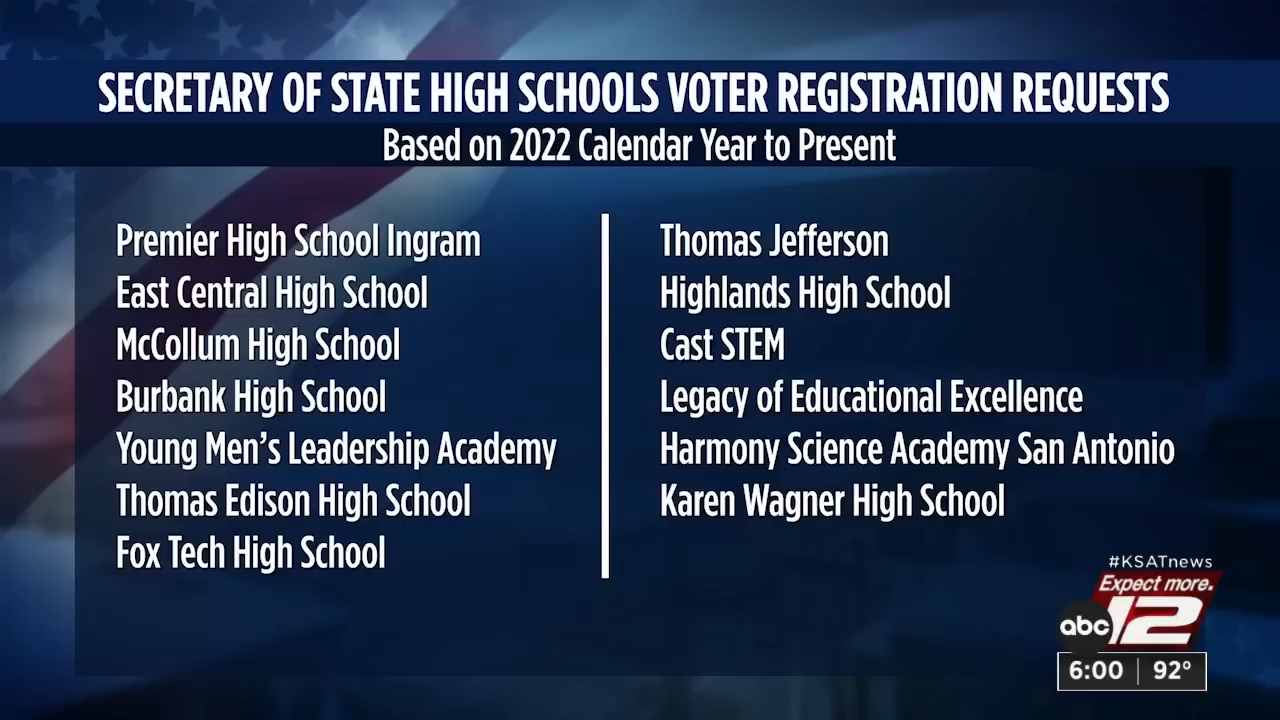 SECRETARY OF STATE HIGH SCHOOLS VOTER REGISTRATION REQUESTS
Based on 2022 Calendar Year to Present
Premier High School Ingram
East Central High School
McCollum High School
Burbank High School
Young Men's Leadership Academy
Thomas Edison High School
Fox Tech High School
Thomas Jefferson
Highlands High School
Cast STEM
Legacy of Educational Excellence
Harmony Science Academy San Antonio
Karen Wagner High School
#KSATnews
Expect more.
abc 12
6:00 92°